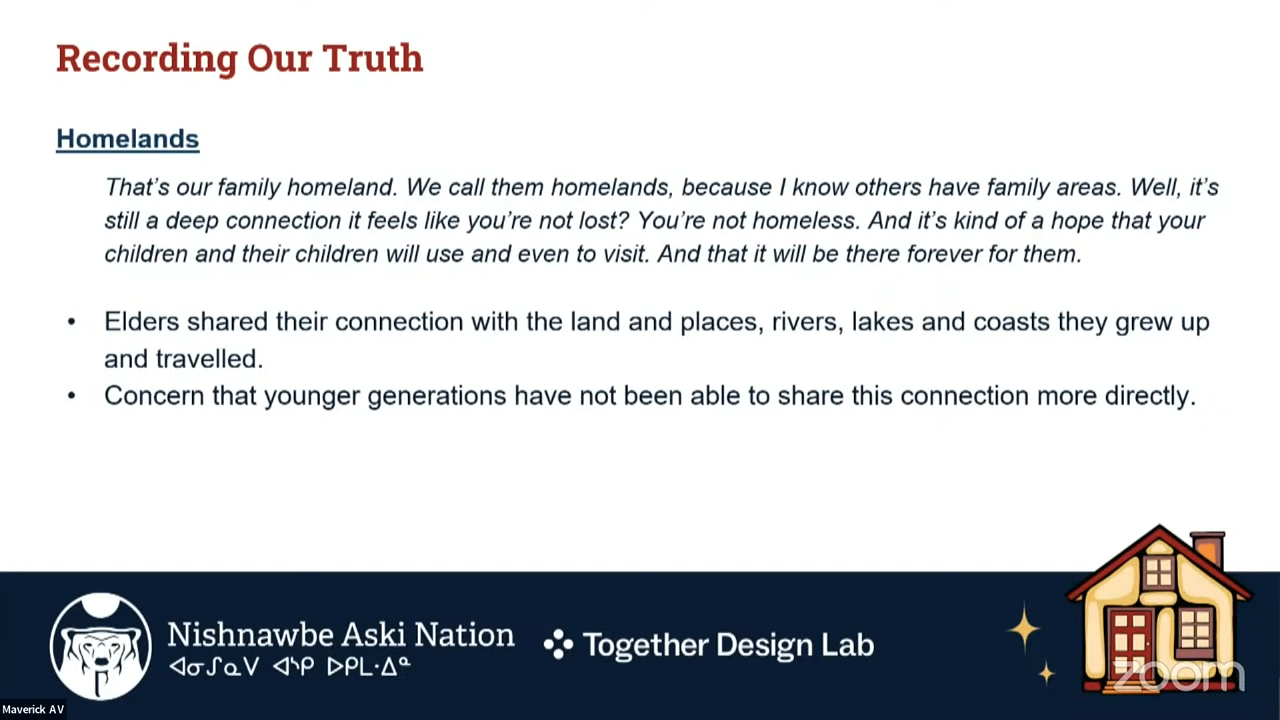 Recording Our Truth
Homelands
That's our family homeland. We call them homelands, because I know others have family areas. Well, it's
still a deep connection it feels like you're not lost? You're not homeless. And it's kind of a hope that your
children and their children will use and even to visit. And that it will be there forever for them.
• Elders shared their connection with the land and places, rivers, lakes and coasts they grew up
and travelled.
• Concern that younger generations have not been able to share this connection more directly.
Nishnawbe Aski Nation
ᐊᓂᔑᓇᐯ ᐊᔅᑭ ᐅᑭᒪᐧᐃᓐ
Together Design Lab
zoom
Maverick AV